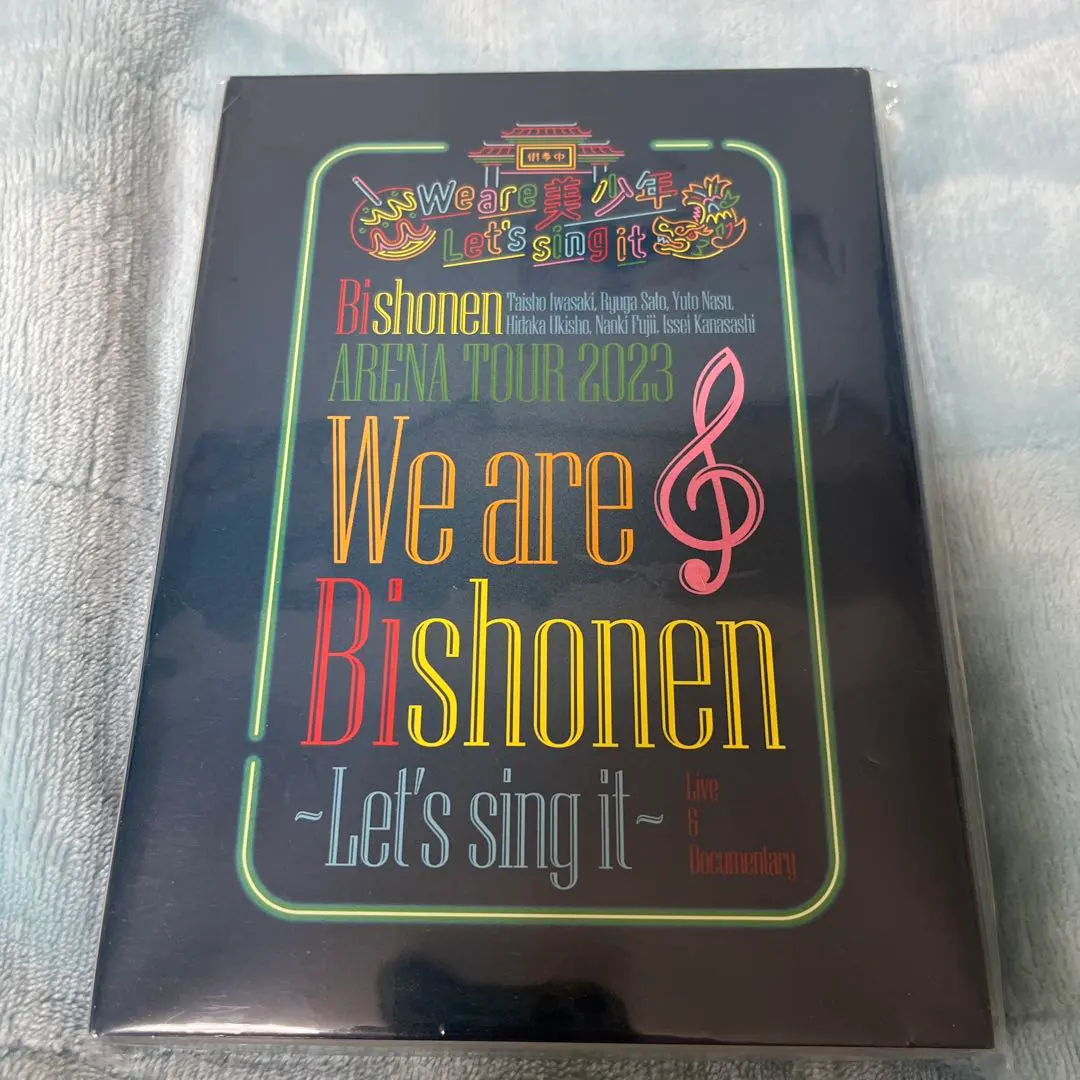 We are 美 少年
Let's sing it
Bishonen Taisho Iwasaki, Ryuga Sato, Yuto Nasu,
Hidaka Ukisho, Naoki Fujii, Issei Kanasashi
ARENA TOUR 2023
We are
Bishonen
~Let's sing it~
Live
&
Documentary